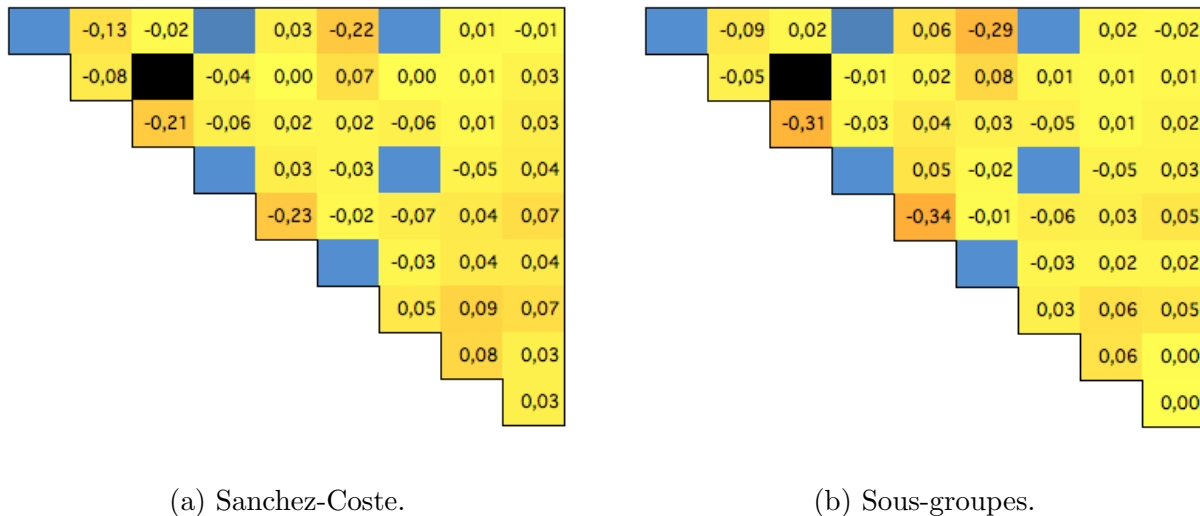 -0,13 -0,02 0,03 -0,22 0,01 -0,01
-0,08 -0,04 0,00 0,07 0,00 0,01 0,03
-0,21 -0,06 0,02 0,02 -0,06 0,01 0,03
0,03 -0,03 -0,05 0,04
-0,23 -0,02 -0,07 0,04 0,07
-0,03 0,04 0,04
0,05 0,09 0,07
0,08 0,03
0,03
(a) Sanchez-Coste.
-0,09 0,02 0,06 -0,29 0,02 -0,02
-0,05 -0,01 0,02 0,08 0,01 0,01 0,01
-0,31 -0,03 0,04 0,03 -0,05 0,01 0,02
0,05 -0,02 -0,05 0,03
-0,34 -0,01 -0,06 0,03 0,05
-0,03 0,02 0,02
0,03 0,06 0,05
0,06 0,00
0,00
(b) Sous-groupes.